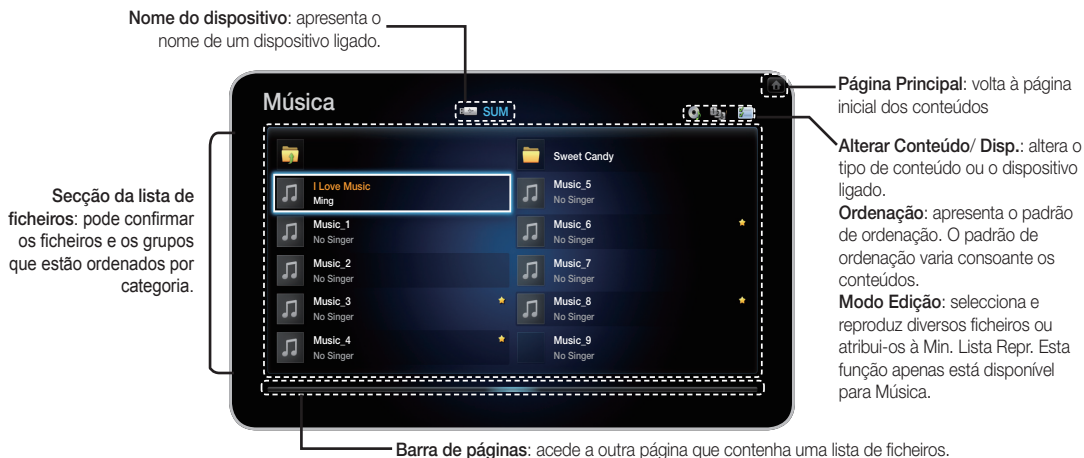 Nome do dispositivo: apresenta o
nome de um dispositivo ligado.
Secção da lista de
ficheiros: pode confirmar
os ficheiros e os grupos
que estão ordenados por
categoria.
Música
SUM
Sweet Candy
I Love Music
Ming
Music_5
No Singer
Music_1
No Singer
Music_6
No Singer
Music_2
No Singer
Music_7
No Singer
Music_3
No Singer
Music_8
No Singer
Music_4
No Singer
Music_9
No Singer
Página Principal: volta à página
inicial dos conteúdos
Alterar Conteúdo/ Disp.: altera o
tipo de conteúdo ou o dispositivo
ligado.
Ordenação: apresenta o padrão
de ordenação. O padrão de
ordenação varia consoante os
conteúdos.
Modo Edição: selecciona e
reproduz diversos ficheiros ou
atribui-os à Min. Lista Repr. Esta
função apenas está disponível
para Música.
Barra de páginas: acede a outra página que contenha uma lista de ficheiros.